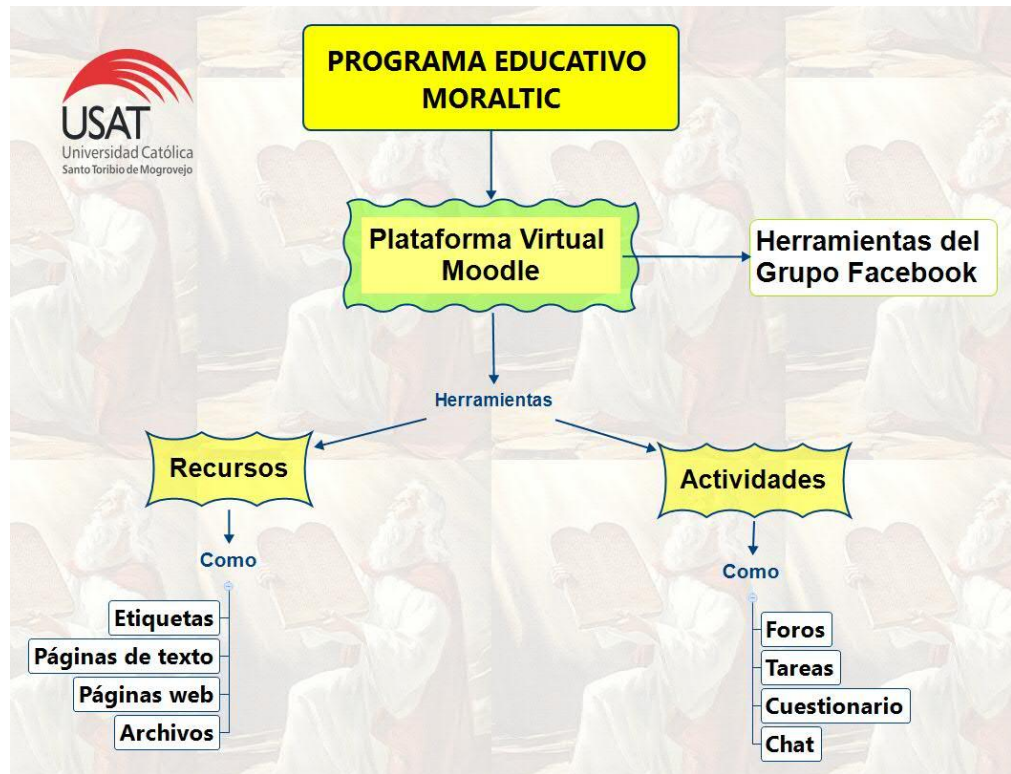 PROGRAMA EDUCATIVO
MORALTIC
USAT
Universidad Católica
Santo Toribio de Mogrovejo
Plataforma Virtual
Moodle
Herramientas del
Grupo Facebook
Herramientas
Recursos
Como
Etiquetas
Páginas de texto
Páginas web
Archivos
Actividades
Como
Foros
Tareas
Cuestionario
Chat